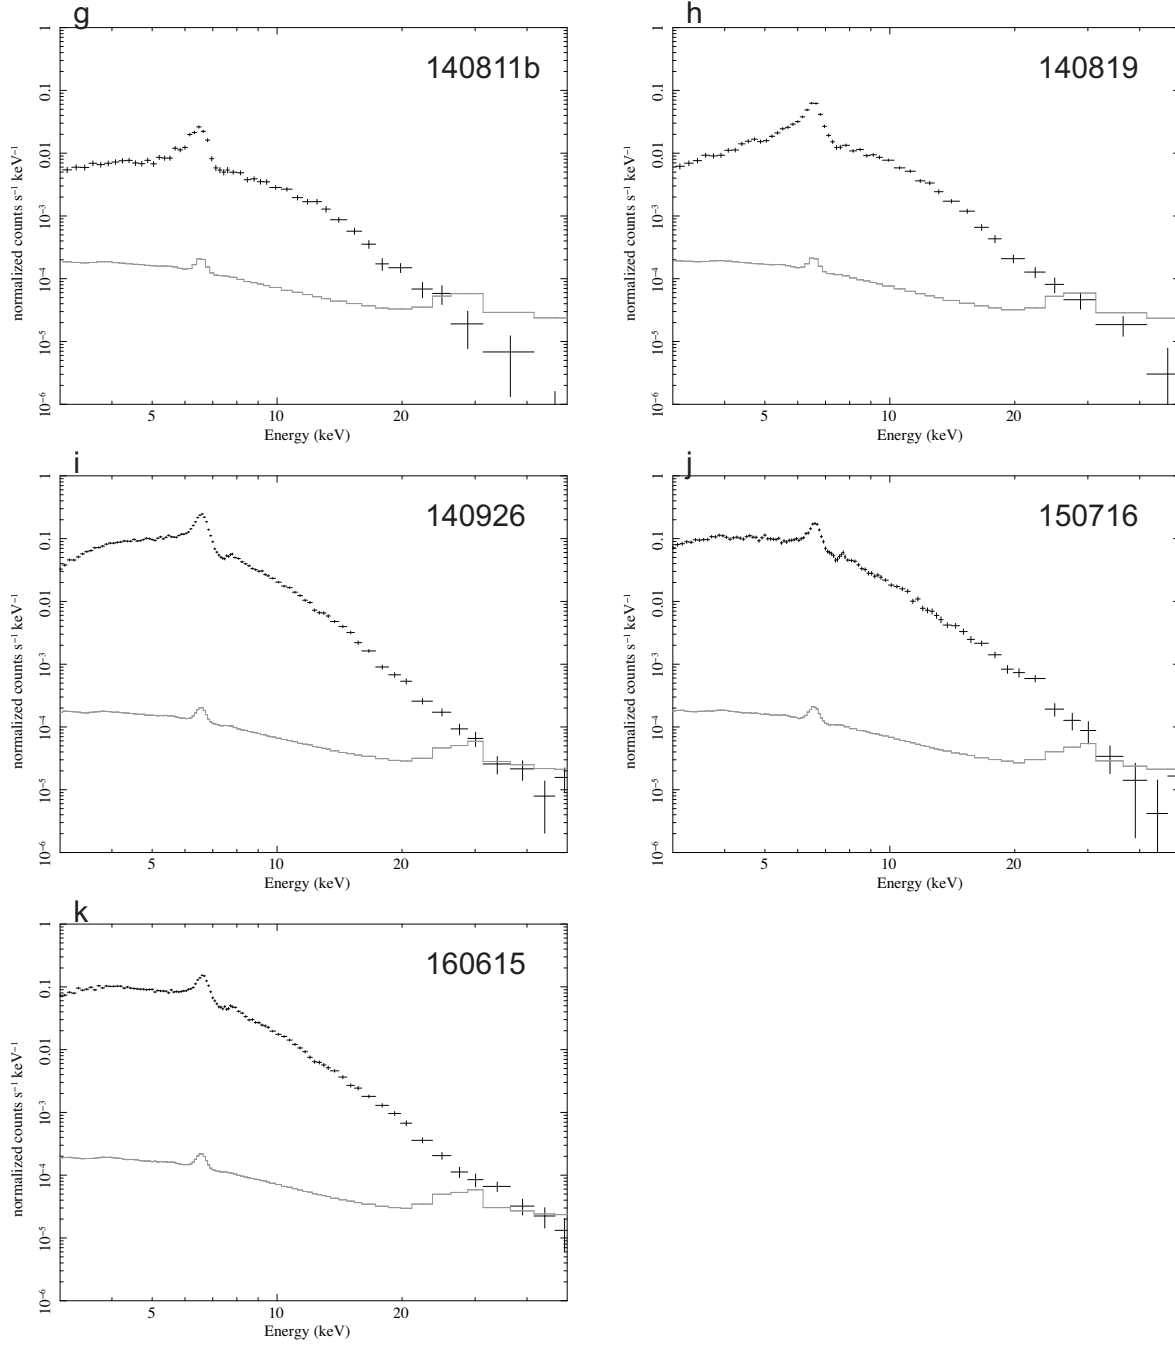 g
140811b
normalized counts s⁻¹ keV⁻¹
1
0.1
0.01
10⁻³
10⁻⁴
10⁻⁵
10⁻⁶
5 10 20
Energy (keV)
h
140819
normalized counts s⁻¹ keV⁻¹
1
0.1
0.01
10⁻³
10⁻⁴
10⁻⁵
10⁻⁶
5 10 20
Energy (keV)
i
140926
normalized counts s⁻¹ keV⁻¹
1
0.1
0.01
10⁻³
10⁻⁴
10⁻⁵
10⁻⁶
5 10 20
Energy (keV)
j
150716
normalized counts s⁻¹ keV⁻¹
1
0.1
0.01
10⁻³
10⁻⁴
10⁻⁵
10⁻⁶
5 10 20
Energy (keV)
k
160615
normalized counts s⁻¹ keV⁻¹
1
0.1
0.01
10⁻³
10⁻⁴
10⁻⁵
10⁻⁶
5 10 20
Energy (keV)